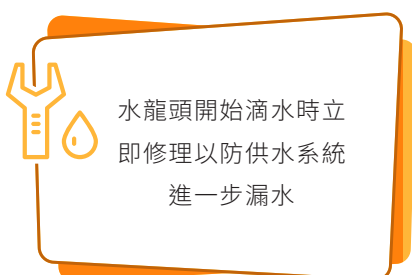 水龍頭開始滴水時立
即修理以防供水系統
進一步漏水